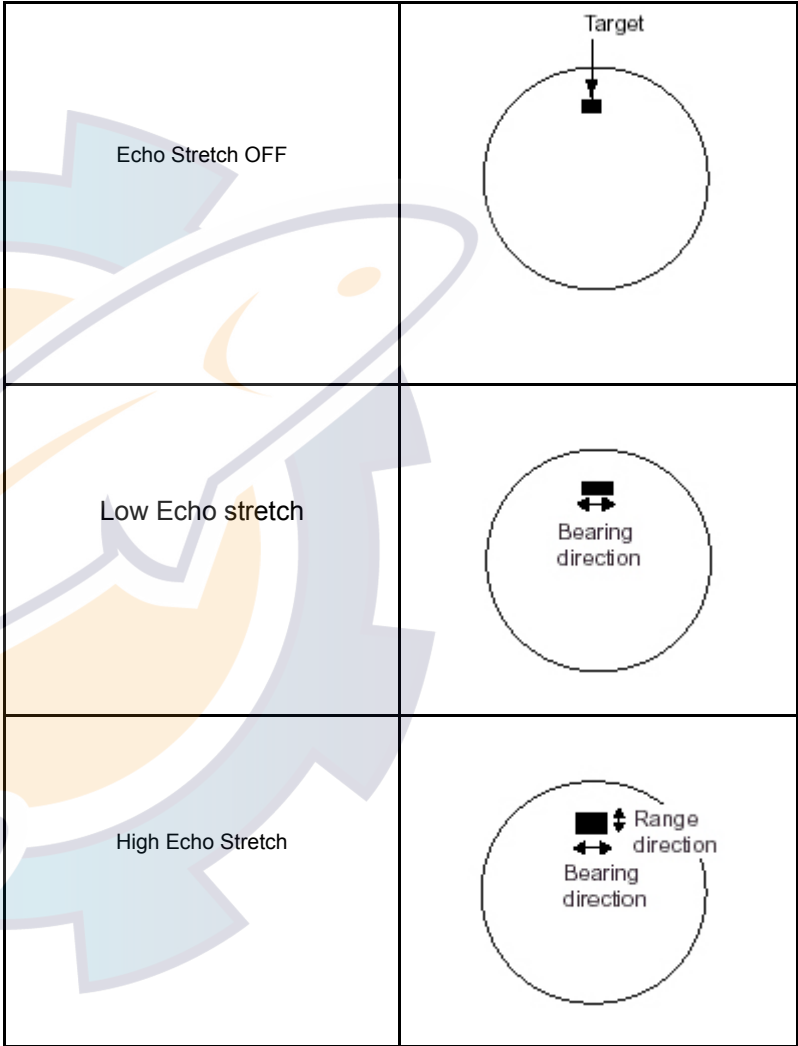 Target
Echo Stretch OFF
Low Echo stretch
Bearing
direction
High Echo Stretch
Range
direction
Bearing
direction